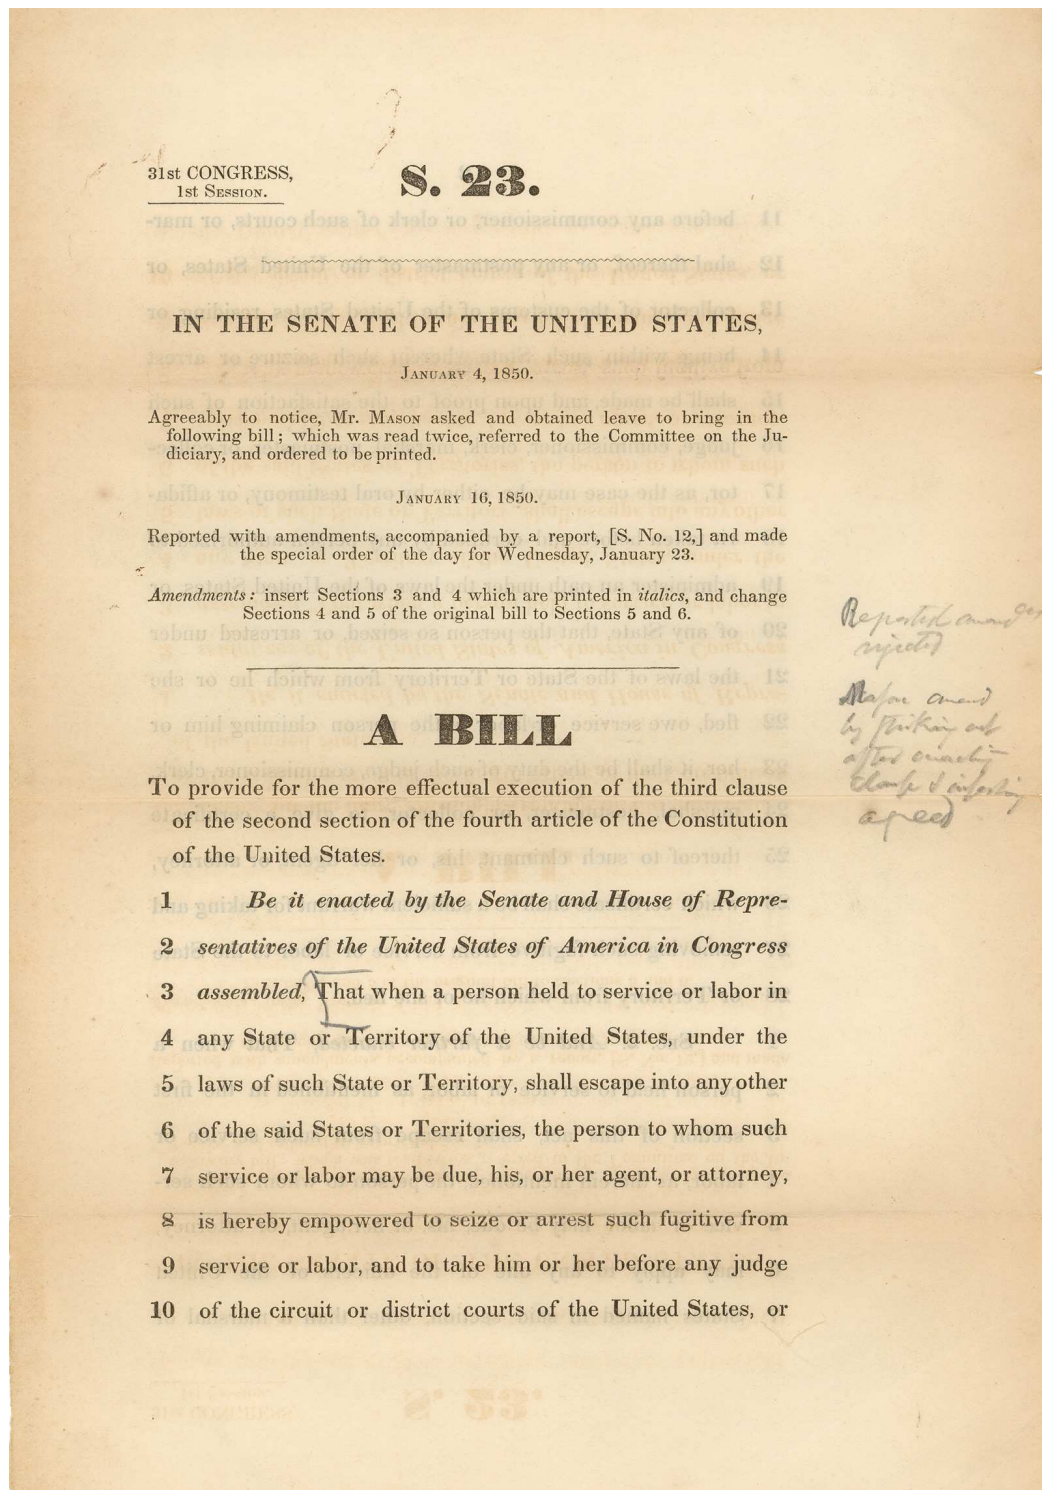 31st CONGRESS,
1st Session.
S. 23.
IN THE SENATE OF THE UNITED STATES,
January 4, 1850.
Agreeably to notice, Mr. Mason asked and obtained leave to bring in the
following bill; which was read twice, referred to the Committee on the Ju-
diciary, and ordered to be printed.
January 16, 1850.
Reported with amendments, accompanied by a report, [S. No. 12,] and made
the special order of the day for Wednesday, January 23.
Amendments: insert Sections 3 and 4 which are printed in italics, and change
Sections 4 and 5 of the original bill to Sections 5 and 6.
Reported
rejected
Mason amend
by striking out
after enacting
clause & inserting
agreed
A BILL
To provide for the more effectual execution of the third clause
of the second section of the fourth article of the Constitution
of the United States.
1 Be it enacted by the Senate and House of Repre-
2 sentatives of the United States of America in Congress
3 assembled, That when a person held to service or labor in
4 any State or Territory of the United States, under the
5 laws of such State or Territory, shall escape into any other
6 of the said States or Territories, the person to whom such
7 service or labor may be due, his, or her agent, or attorney,
8 is hereby empowered to seize or arrest such fugitive from
9 service or labor, and to take him or her before any judge
10 of the circuit or district courts of the United States, or